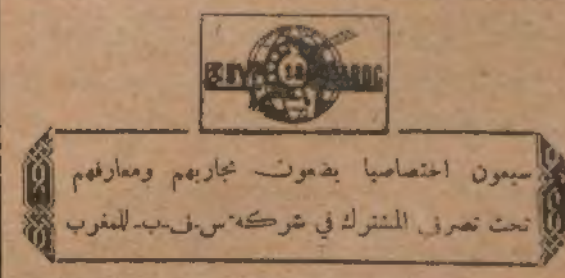 سبعون اختصاصيا يضعون تجاربهم ومعارفهم
تحت تصرف المشترك في شركة س.ف.ب. للمغرب